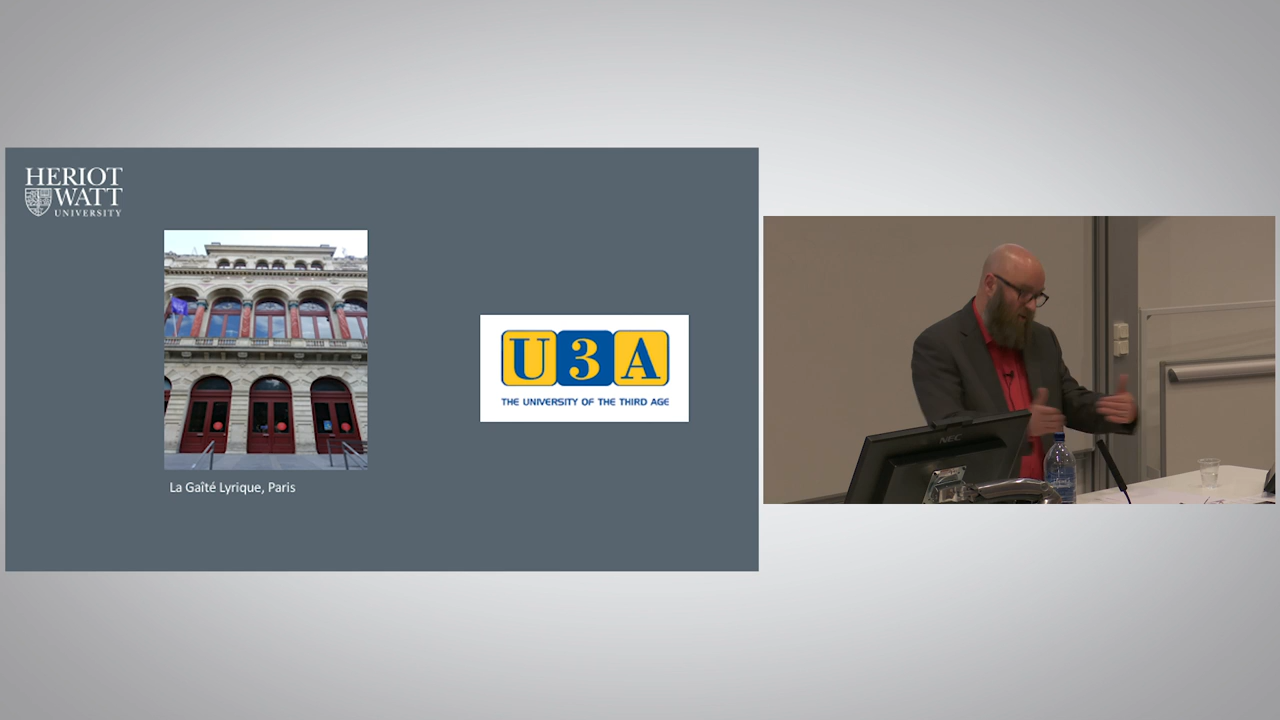 HERIOT
WATT
UNIVERSITY
U3A
THE UNIVERSITY OF THE THIRD AGE
La Gaîté Lyrique, Paris
NEC